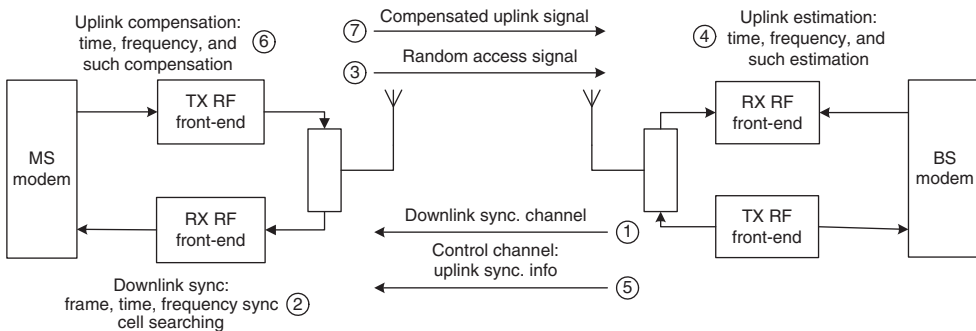 Uplink compensation:
time, frequency, and
such compensation
⑥
⑦
Compensated uplink signal
③
Random access signal
④
Uplink estimation:
time, frequency, and
such estimation
MS
modem
TX RF
front-end
RX RF
front-end
RX RF
front-end
TX RF
front-end
BS
modem
Downlink sync. channel
①
Control channel:
uplink sync. info
⑤
Downlink sync:
frame, time, frequency sync
cell searching
②